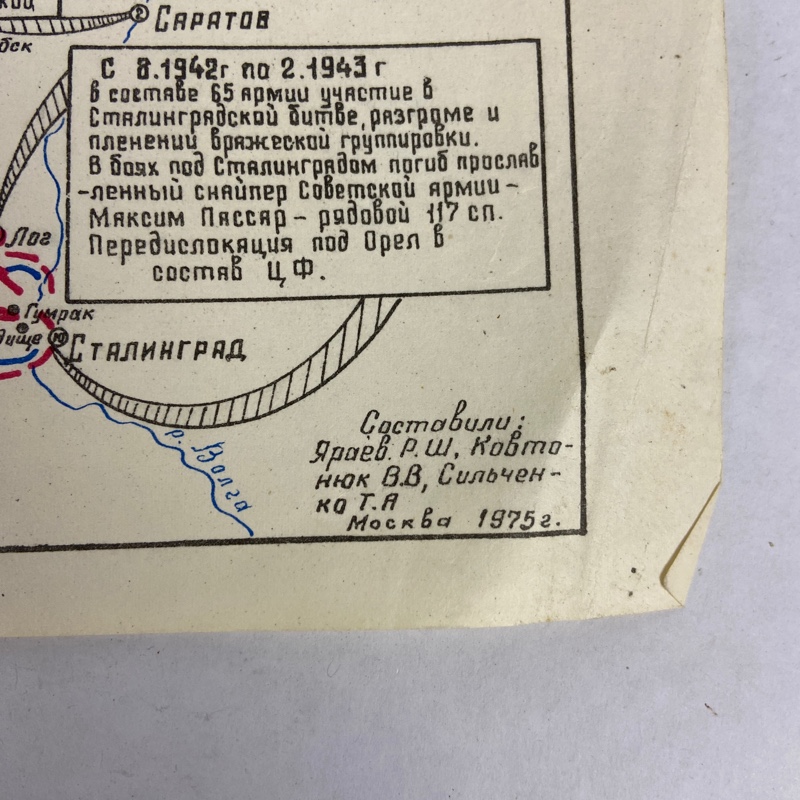 Саратов
С 8.1942г по 2.1943 г
в составе 65 армии участие в
Сталинградской битве, разгроме и
пленении вражеской группировки.
В боях под Сталинградом погиб прослав
-ленный снайпер Советской армии-
Максим Пассар - рядовой 117 сп.
Передислокация под Орел в
состав Ц Ф.
Лог
Гумрак
10
Сталинград
р. Волга
Составили:
Яраев. Р.Ш, Ковто-
нюк В.В, Сильчен-
ко Т.А
Москва 1975г.